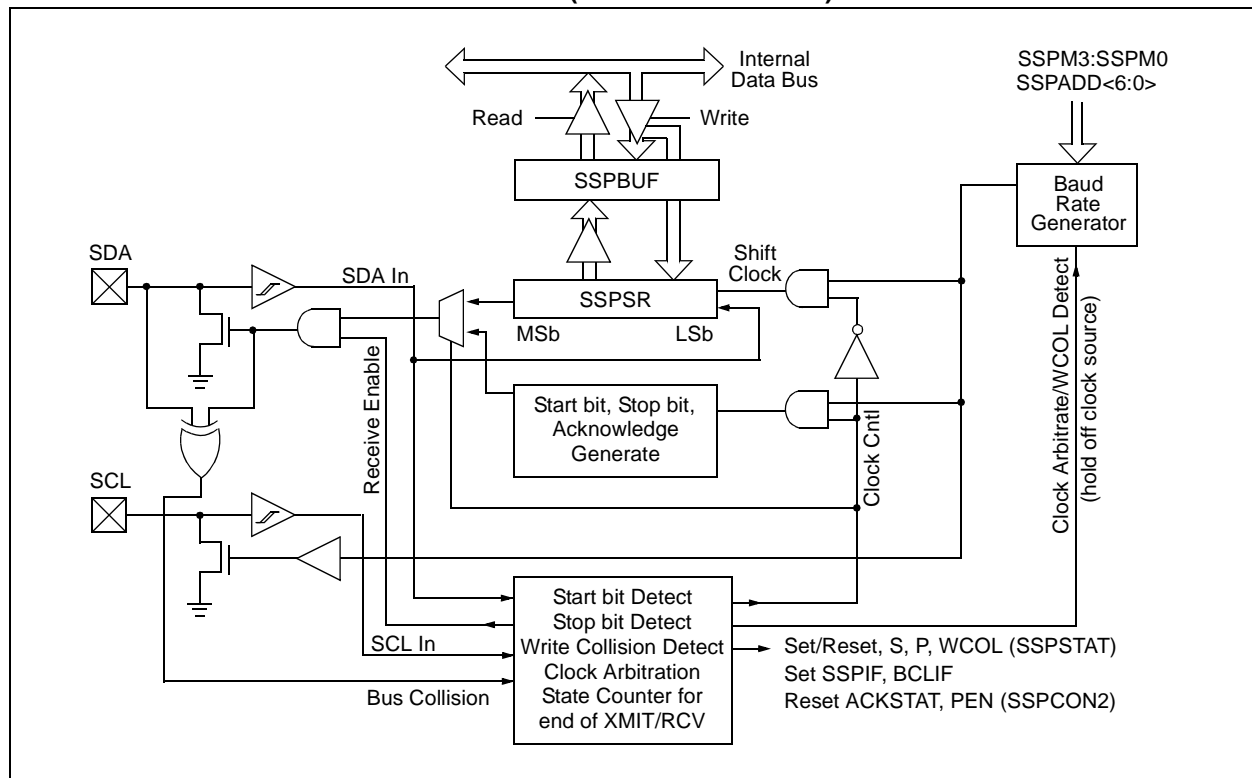 Internal
Data Bus
SSPM3:SSPM0
SSPADD<6:0>
Read
Write
SSPBUF
Baud
Rate
Generator
SDA
SDA In
Shift
Clock
SSPSR
MSb
LSb
Start bit, Stop bit,
Acknowledge
Generate
Receive Enable
Clock Cntl
Clock Arbitrate/WCOL Detect
(hold off clock source)
SCL
SCL In
Bus Collision
Start bit Detect
Stop bit Detect
Write Collision Detect
Clock Arbitration
State Counter for
end of XMIT/RCV
Set/Reset, S, P, WCOL (SSPSTAT)
Set SSPIF, BCLIF
Reset ACKSTAT, PEN (SSPCON2)